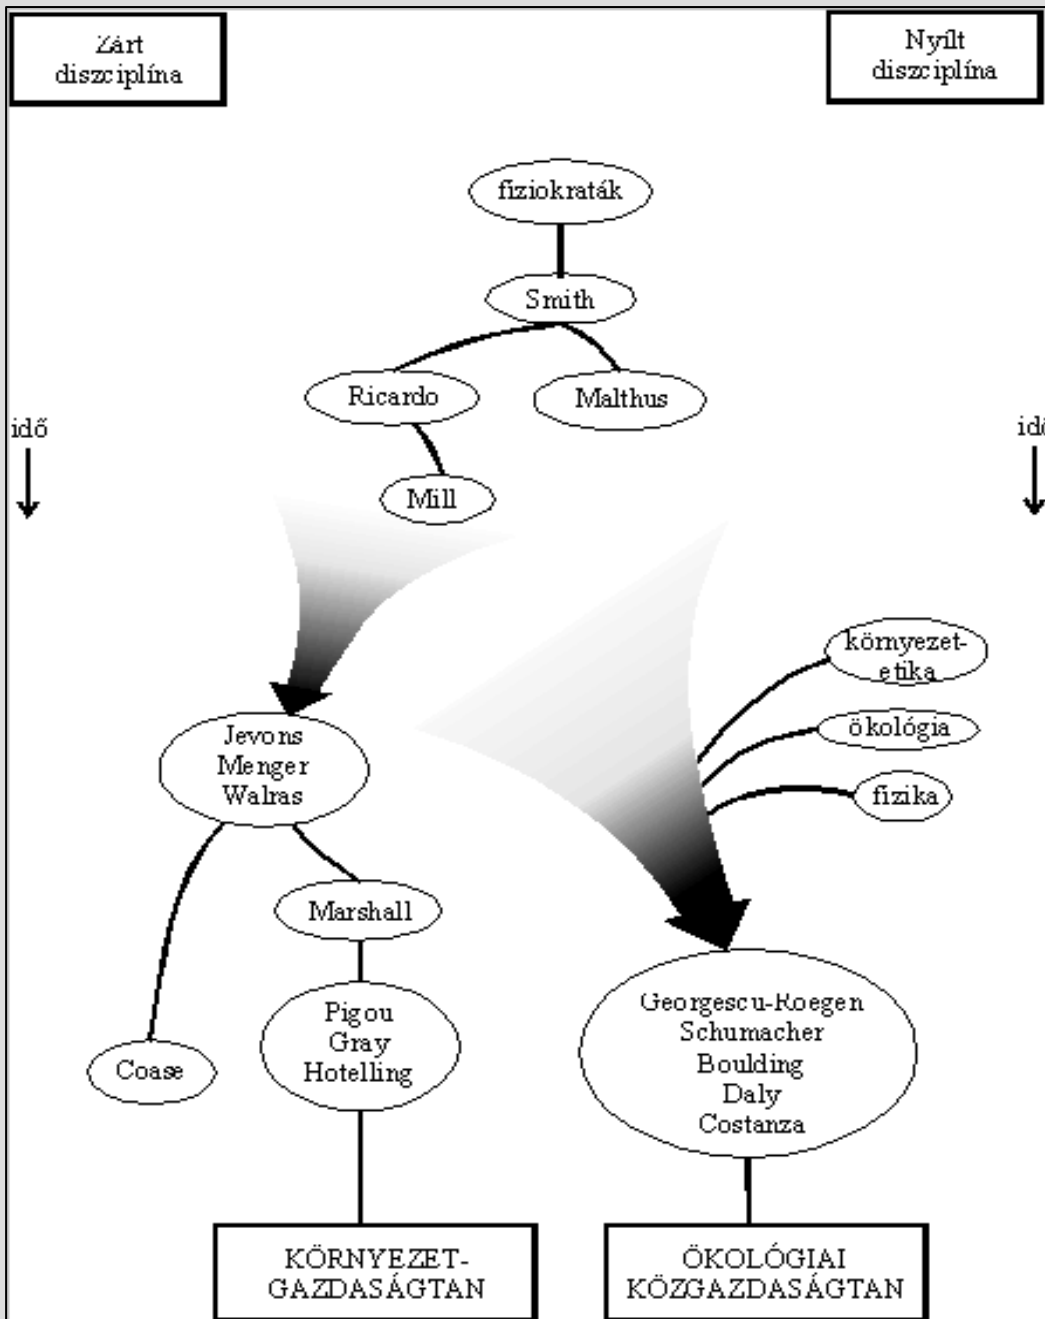 Zárt
diszciplína
Nyílt
diszciplína
fiziokraták
Smith
Ricardo
Malthus
idő
idő
Mill
környezet-
etika
ökológia
fizika
Jevons
Menger
Walras
Marshall
Pigou
Gray
Hotelling
Coase
Georgescu-Roegen
Schumacher
Boulding
Daly
Costanza
KÖRNYEZET-
GAZDASÁGTAN
ÖKOLÓGIAI
KÖZGAZDASÁGTAN